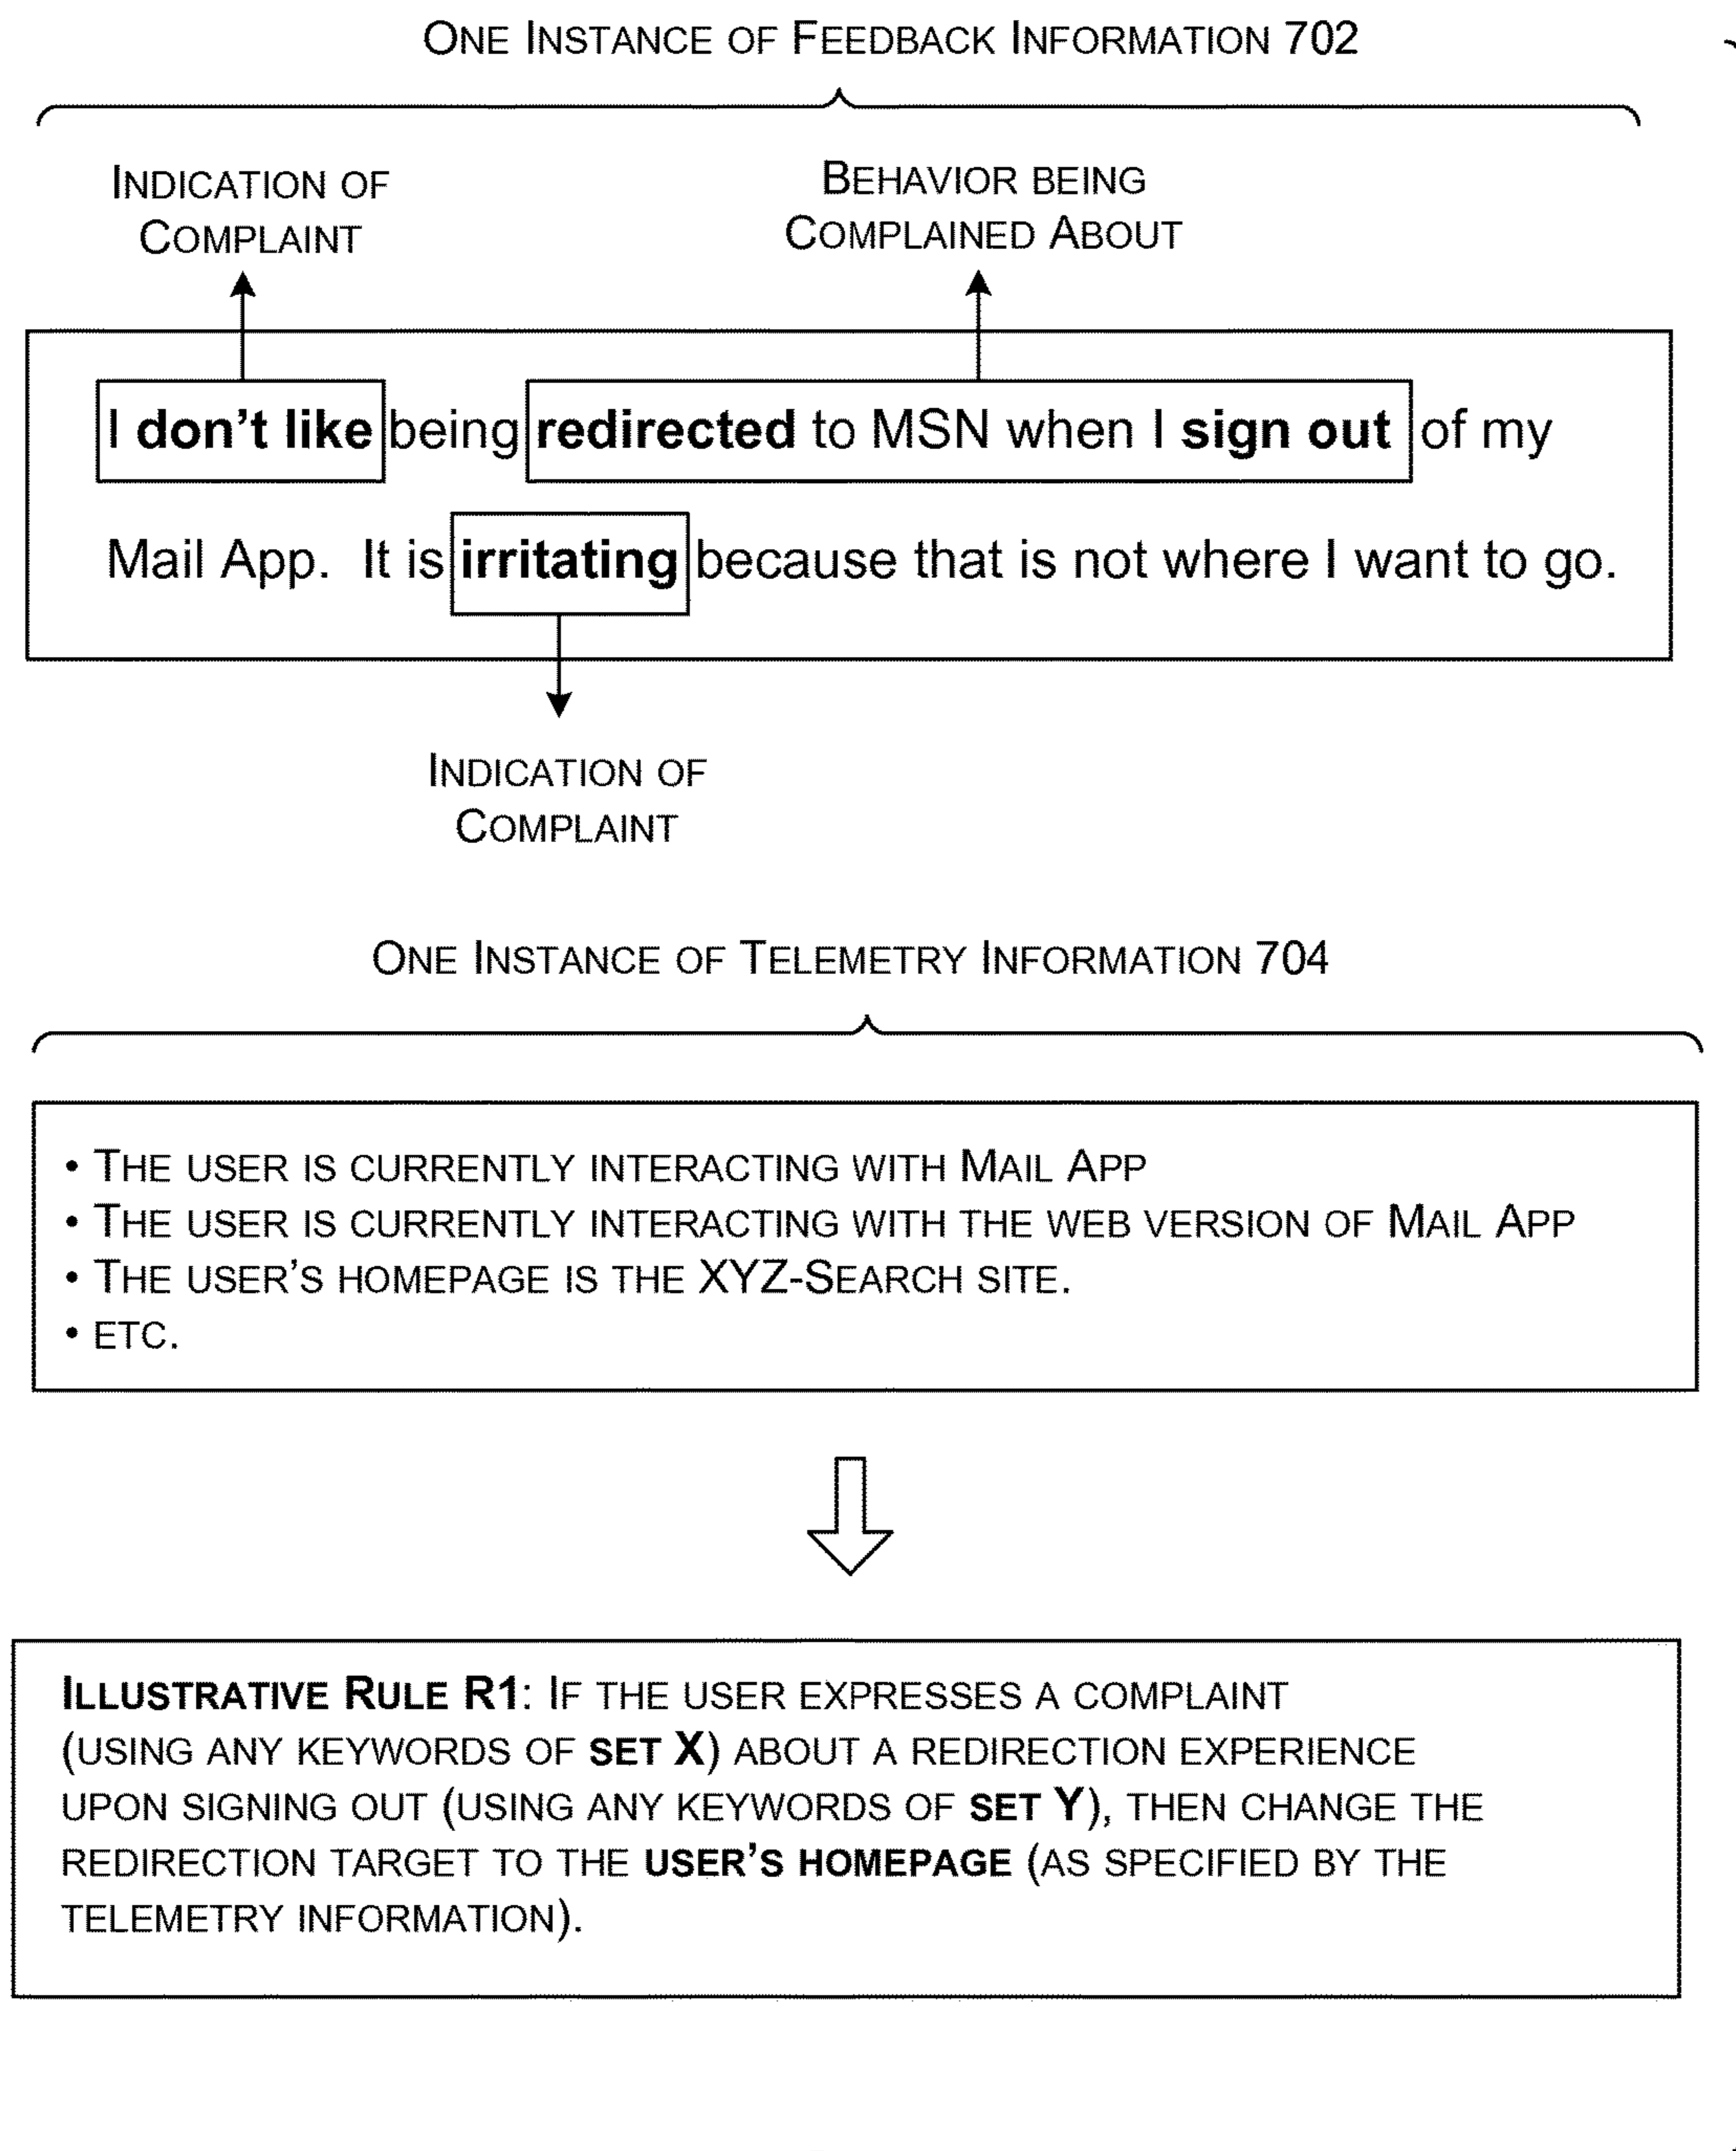 ONE INSTANCE OF FEEDBACK INFORMATION 702
INDICATION OF
COMPLAINT
BEHAVIOR BEING
COMPLAINED ABOUT
I don't like being redirected to MSN when I sign out of my
Mail App. It is irritating because that is not where I want to go.
INDICATION OF
COMPLAINT
ONE INSTANCE OF TELEMETRY INFORMATION 704
• THE USER IS CURRENTLY INTERACTING WITH MAIL APP
• THE USER IS CURRENTLY INTERACTING WITH THE WEB VERSION OF MAIL APP
• THE USER'S HOMEPAGE IS THE XYZ-SEARCH SITE.
• ETC.
ILLUSTRATIVE RULE R1: IF THE USER EXPRESSES A COMPLAINT
(USING ANY KEYWORDS OF SET X) ABOUT A REDIRECTION EXPERIENCE
UPON SIGNING OUT (USING ANY KEYWORDS OF SET Y), THEN CHANGE THE
REDIRECTION TARGET TO THE USER'S HOMEPAGE (AS SPECIFIED BY THE
TELEMETRY INFORMATION).